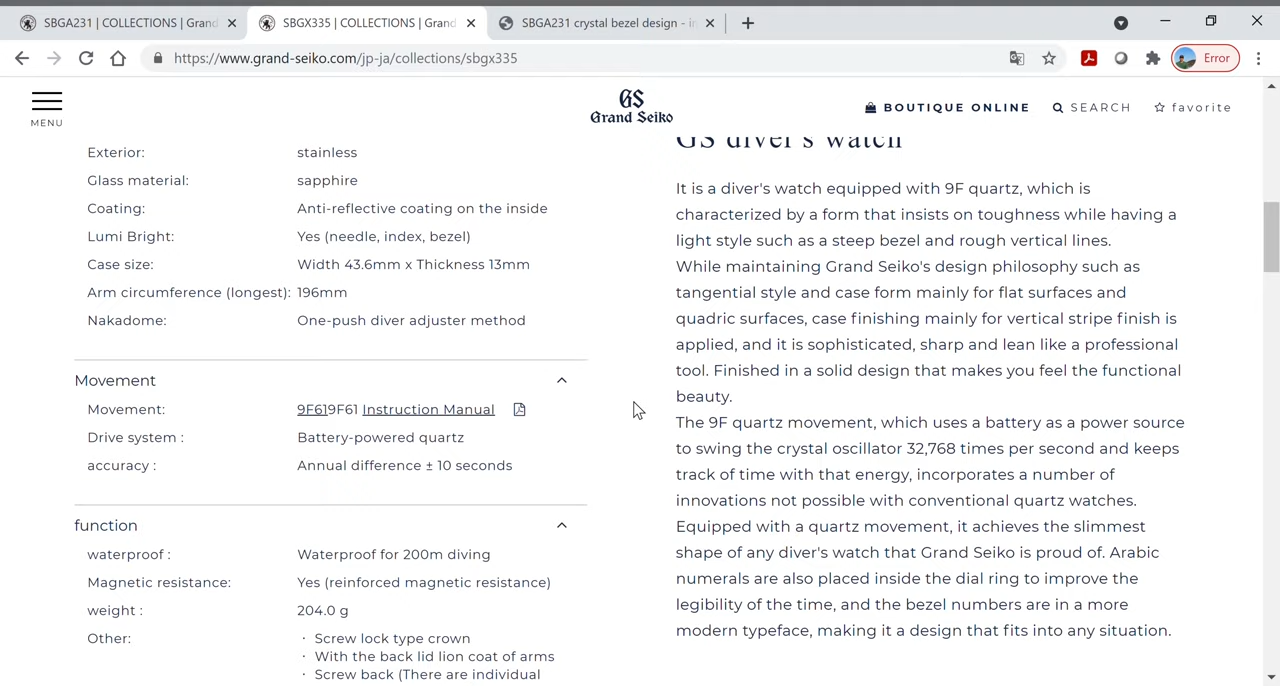 SBGA231 | COLLECTIONS | Grand
SBGX335 | COLLECTIONS | Grand
SBGA231 crystal bezel design - in
https://www.grand-seiko.com/jp-ja/collections/sbgx335
Error
MENU
GS
Grand Seiko
BOUTIQUE ONLINE
SEARCH
favorite
Exterior: stainless
Glass material: sapphire
Coating: Anti-reflective coating on the inside
Lumi Bright: Yes (needle, index, bezel)
Case size: Width 43.6mm x Thickness 13mm
Arm circumference (longest): 196mm
Nakadome: One-push diver adjuster method
Movement
Movement: 9F619F61 Instruction Manual
Drive system : Battery-powered quartz
accuracy : Annual difference ± 10 seconds
function
waterproof : Waterproof for 200m diving
Magnetic resistance: Yes (reinforced magnetic resistance)
weight : 204.0 g
Other: · Screw lock type crown
· With the back lid lion coat of arms
· Screw back (There are individual
GS diver's watch
It is a diver's watch equipped with 9F quartz, which is
characterized by a form that insists on toughness while having a
light style such as a steep bezel and rough vertical lines.
While maintaining Grand Seiko's design philosophy such as
tangential style and case form mainly for flat surfaces and
quadric surfaces, case finishing mainly for vertical stripe finish is
applied, and it is sophisticated, sharp and lean like a professional
tool. Finished in a solid design that makes you feel the functional
beauty.
The 9F quartz movement, which uses a battery as a power source
to swing the crystal oscillator 32,768 times per second and keeps
track of time with that energy, incorporates a number of
innovations not possible with conventional quartz watches.
Equipped with a quartz movement, it achieves the slimmest
shape of any diver's watch that Grand Seiko is proud of. Arabic
numerals are also placed inside the dial ring to improve the
legibility of the time, and the bezel numbers are in a more
modern typeface, making it a design that fits into any situation.